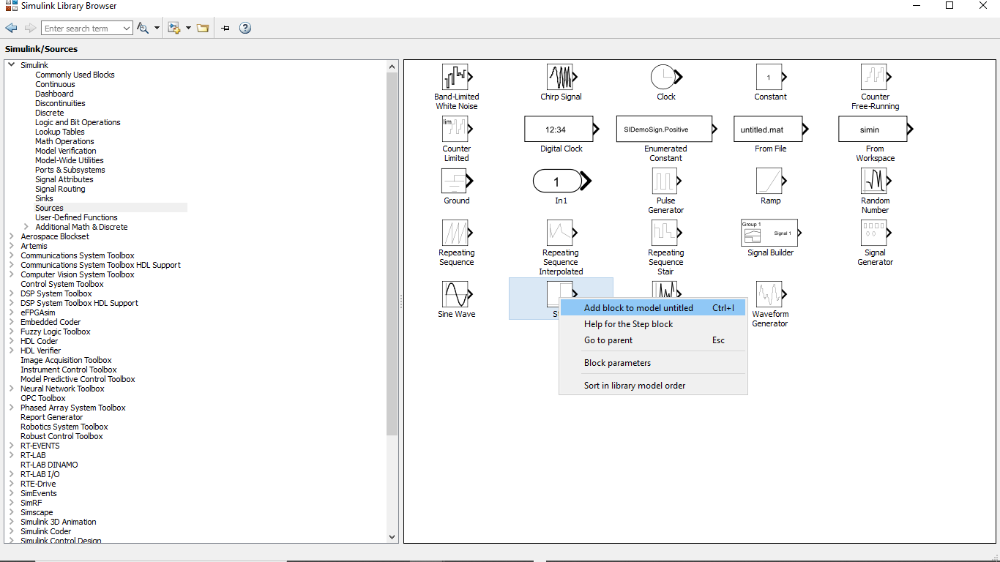 Simulink Library Browser
Enter search term
Simulink/Sources
Simulink
Commonly Used Blocks
Continuous
Dashboard
Discontinuities
Discrete
Logic and Bit Operations
Lookup Tables
Math Operations
Model Verification
Model-Wide Utilities
Ports & Subsystems
Signal Attributes
Signal Routing
Sinks
Sources
User-Defined Functions
Additional Math & Discrete
Aerospace Blockset
Artemis
Communications System Toolbox
Communications System Toolbox HDL Support
Computer Vision System Toolbox
Control System Toolbox
DSP System Toolbox
DSP System Toolbox HDL Support
eFPGAsim
Embedded Coder
Fuzzy Logic Toolbox
HDL Coder
HDL Verifier
Image Acquisition Toolbox
Instrument Control Toolbox
Model Predictive Control Toolbox
Neural Network Toolbox
OPC Toolbox
Phased Array System Toolbox
Report Generator
Robotics System Toolbox
Robust Control Toolbox
RT-EVENTS
RT-LAB
RT-LAB DINAMO
RT-LAB I/O
RTE-Drive
SimEvents
SimRF
Simscape
Simulink 3D Animation
Simulink Coder
Simulink Control Design
Band-Limited
White Noise
Chirp Signal
Clock
1
Constant
Counter
Free-Running
lim
Counter
Limited
12:34
Digital Clock
SlDemoSign.Positive
Enumerated
Constant
untitled.mat
From File
simin
From
Workspace
Ground
1
In1
Pulse
Generator
Ramp
Random
Number
Repeating
Sequence
Repeating
Sequence
Interpolated
Repeating
Sequence
Stair
Group 1
Signal 1
Signal Builder
Signal
Generator
Sine Wave
Waveform
Generator
Add block to model untitled Ctrl+I
Help for the Step block
Go to parent Esc
Block parameters
Sort in library model order